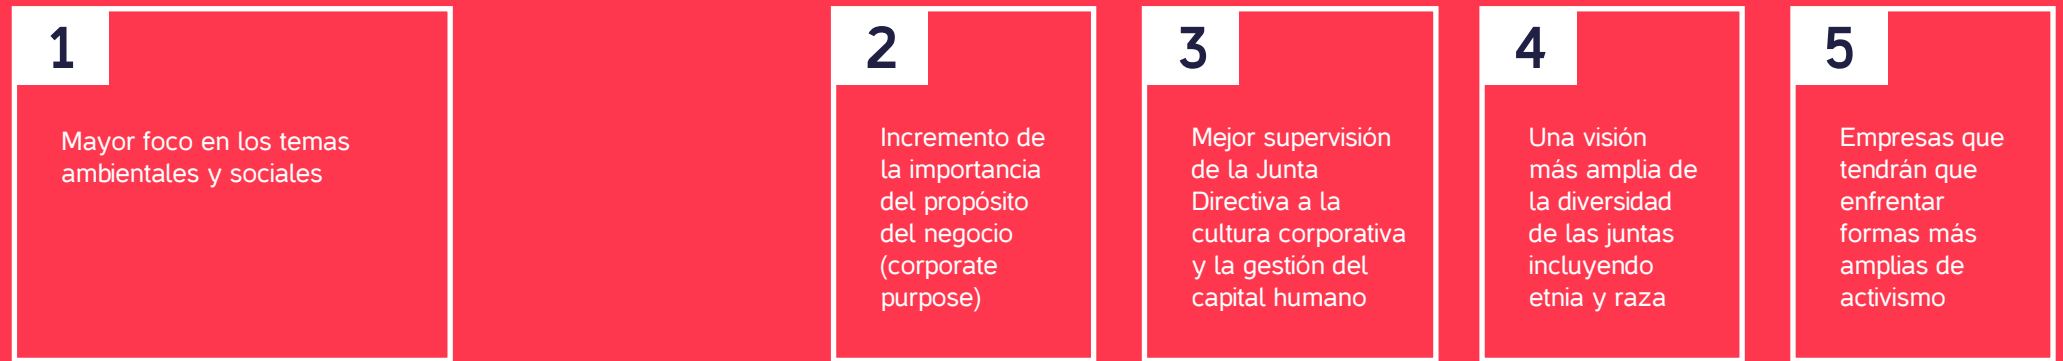 1
Mayor foco en los temas
ambientales y sociales
2
Incremento de
la importancia
del propósito
del negocio
(corporate
purpose)
3
Mejor supervisión
de la Junta
Directiva a la
cultura corporativa
y la gestión del
capital humano
4
Una visión
más amplia de
la diversidad
de las juntas
incluyendo
etnia y raza
5
Empresas que
tendrán que
enfrentar
formas más
amplias de
activismo